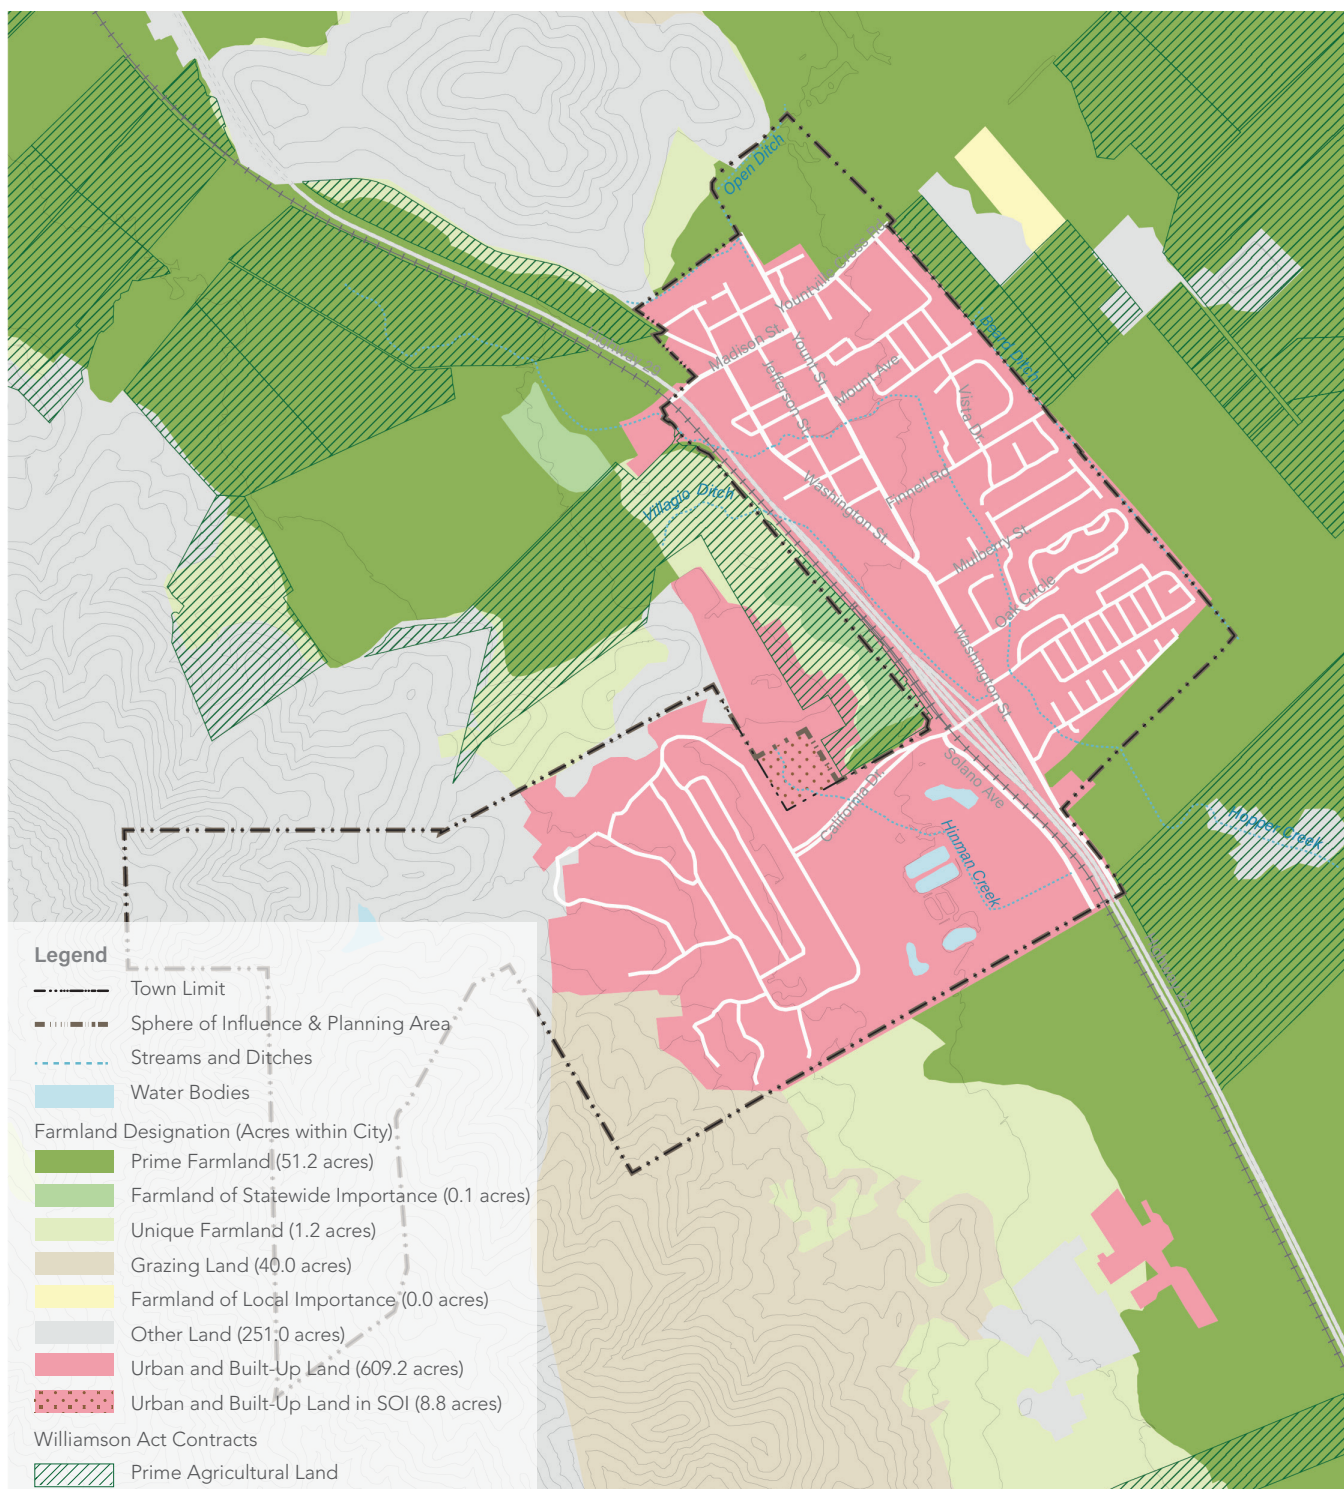 Open Ditch
Yountville Cross Rd
Beard Ditch
Madison St.
Yount St.
Jefferson St.
Mount Ave
Vista Dr.
Villagio Ditch
Washington St
Finnell Rd
Mulberry St.
Oak Circle
Washington St.
Solano Ave
California Dr.
Hinman Creek
Hopper Creek
Legend
Town Limit
Sphere of Influence & Planning Area
Streams and Ditches
Water Bodies
Farmland Designation (Acres within City)
Prime Farmland (51.2 acres)
Farmland of Statewide Importance (0.1 acres)
Unique Farmland (1.2 acres)
Grazing Land (40.0 acres)
Farmland of Local Importance (0.0 acres)
Other Land (251.0 acres)
Urban and Built-Up Land (609.2 acres)
Urban and Built-Up Land in SOI (8.8 acres)
Williamson Act Contracts
Prime Agricultural Land